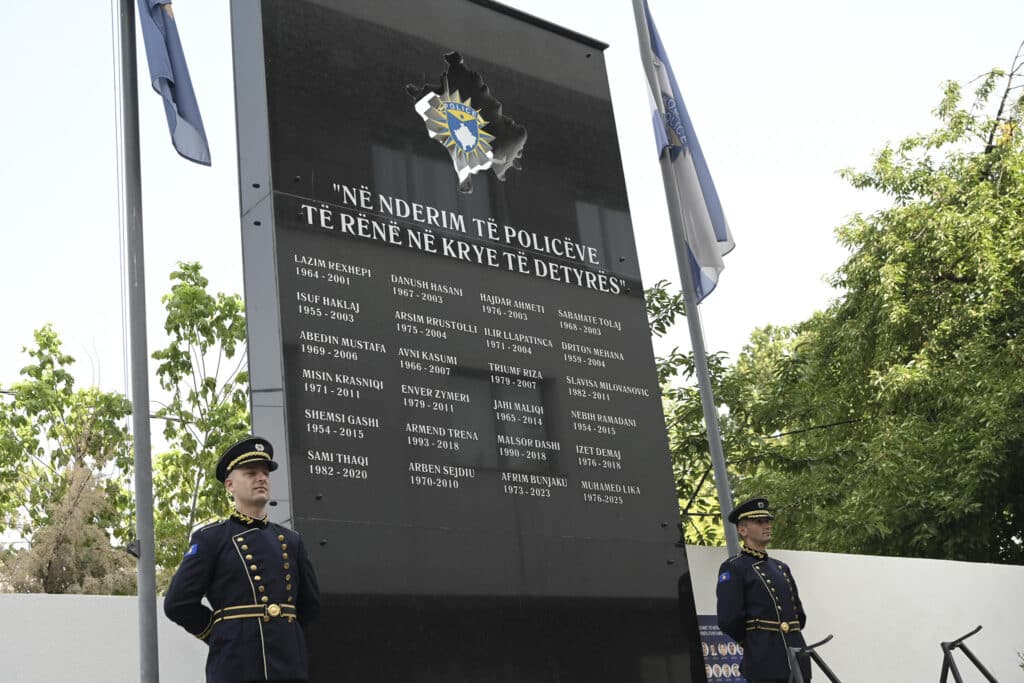 POLICE
"NË NDERIM TË POLICËVE
TË RËNË NË KRYE TË DETYRËS"
LAZIM REXHEPI
1964 - 2001
DANUSH HASANI
1967 - 2003
HAJDAR AHMETI
1976 - 2003
SABAHATE TOLAJ
1968 - 2003
ISUF HAKLAJ
1955 - 2003
ARSIM RRUSTOLLI
1975 - 2004
ILIR LLAPATINCA
1971 - 2004
DRITON MEHANA
1959 - 2004
ABEDIN MUSTAFA
1969 - 2006
AVNI KASUMI
1966 - 2007
TRIUMF RIZA
1979 - 2007
SLAVISA MILOVANOVIC
1982 - 2011
MISIN KRASNIQI
1971 - 2011
ENVER ZYMERI
1979 - 2011
JAHI MALIQI
1965 - 2014
NEBIH RAMADANI
1954 - 2015
SHEMSI GASHI
1954 - 2015
ARMEND TRENA
1993 - 2018
MALSOR DASHI
1990 - 2018
IZET DEMAJ
1976 - 2018
SAMI THAQI
1982 - 2020
ARBEN SEJDIU
1970-2010
AFRIM BUNJAKU
1973 - 2023
MUHAMED LIKA
1976-2025